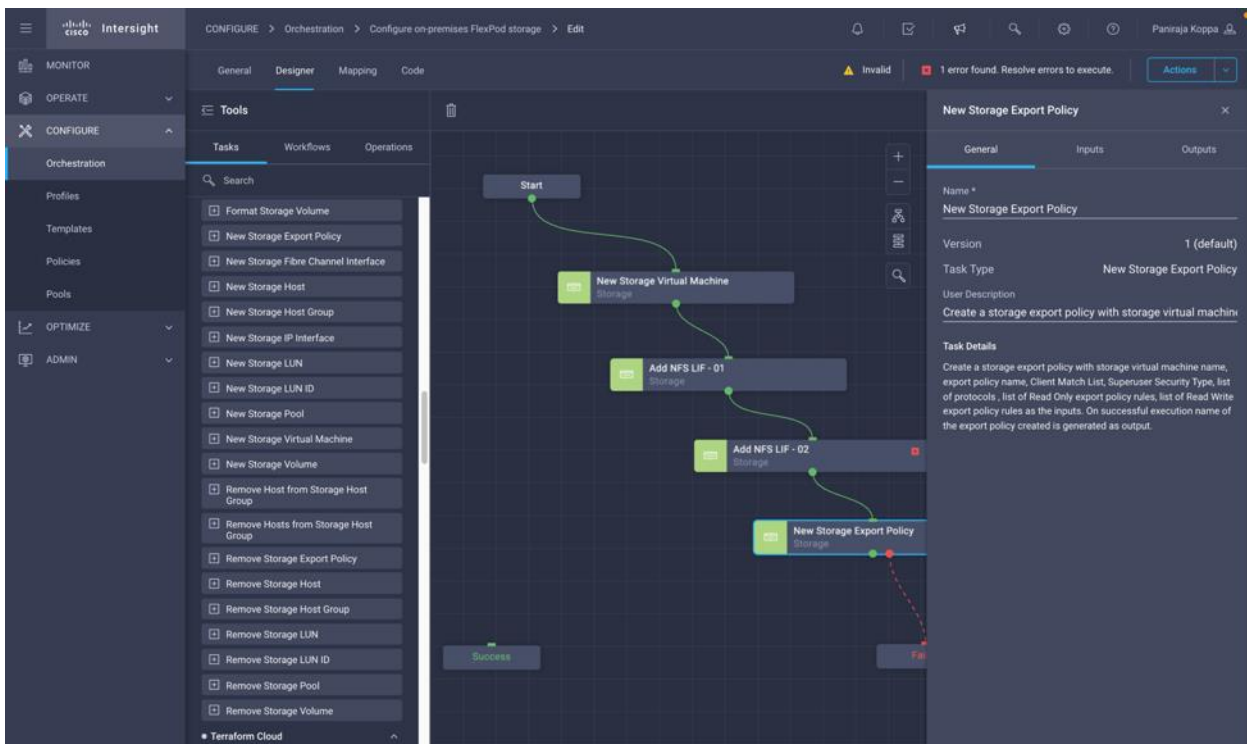 cisco Intersight
CONFIGURE > Orchestration > Configure on-premises FlexPod storage > Edit
Paniraja Koppa
MONITOR
OPERATE
CONFIGURE
Orchestration
Profiles
Templates
Policies
Pools
OPTIMIZE
ADMIN
General
Designer
Mapping
Code
Invalid
1 error found. Resolve errors to execute.
Actions
Tools
Tasks
Workflows
Operations
Search
Format Storage Volume
New Storage Export Policy
New Storage Fibre Channel Interface
New Storage Host
New Storage Host Group
New Storage IP Interface
New Storage LUN
New Storage LUN ID
New Storage Pool
New Storage Virtual Machine
New Storage Volume
Remove Host from Storage Host
Group
Remove Hosts from Storage Host
Group
Remove Storage Export Policy
Remove Storage Host
Remove Storage Host Group
Remove Storage LUN
Remove Storage LUN ID
Remove Storage Pool
Remove Storage Volume
Terraform Cloud
Start
New Storage Virtual Machine
Storage
Add NFS LIF - 01
Storage
Add NFS LIF - 02
Storage
New Storage Export Policy
Storage
Success
Fai
New Storage Export Policy
General
Inputs
Outputs
Name *
New Storage Export Policy
Version 1 (default)
Task Type New Storage Export Policy
User Description
Create a storage export policy with storage virtual machin
Task Details
Create a storage export policy with storage virtual machine name,
export policy name, Client Match List, Superuser Security Type, list
of protocols , list of Read Only export policy rules, list of Read Write
export policy rules as the inputs. On successful execution name of
the export policy created is generated as output.